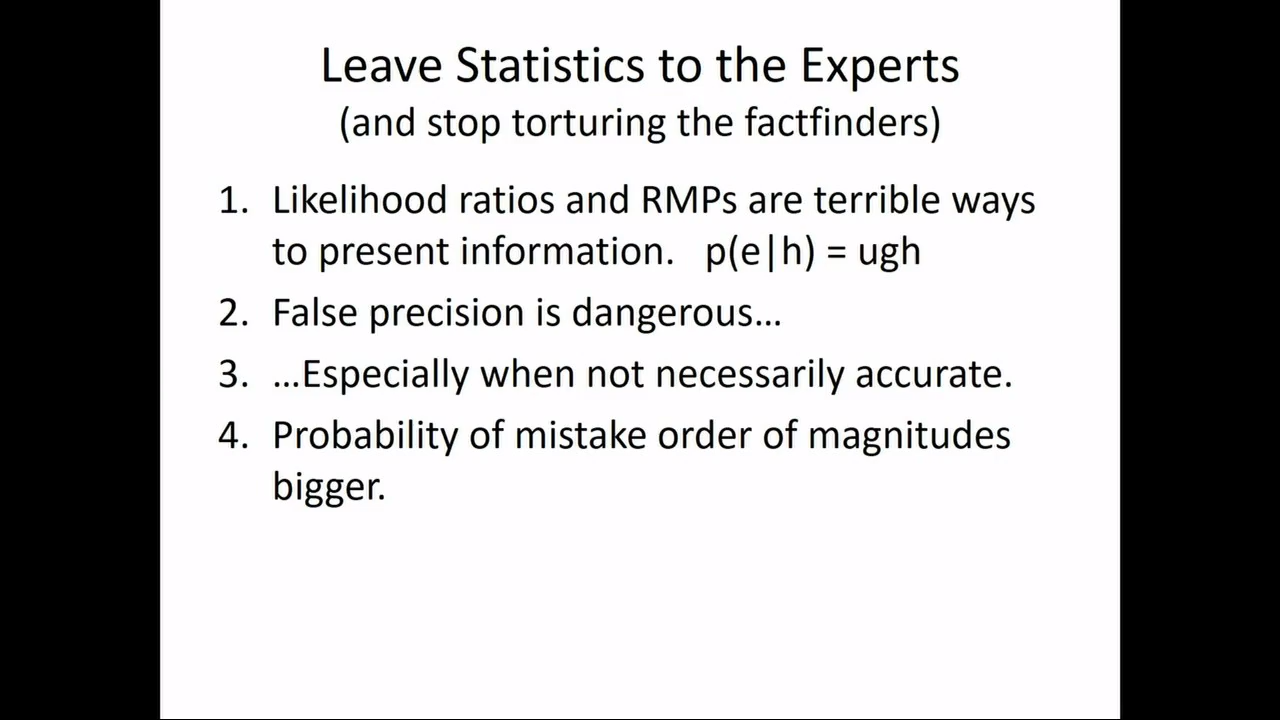 Leave Statistics to the Experts
(and stop torturing the factfinders)
1. Likelihood ratios and RMPs are terrible ways
to present information. p(e|h) = ugh
2. False precision is dangerous…
3. …Especially when not necessarily accurate.
4. Probability of mistake order of magnitudes
bigger.